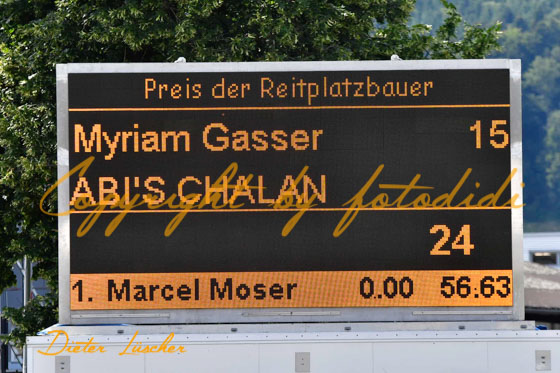 Preis der Reitplatzbauer
Myriam Gasser 15
ABI'S CHALAN
Copyright by fotodidi
24
1. Marcel Moser 0.00 56.63
Dieter Lüscher